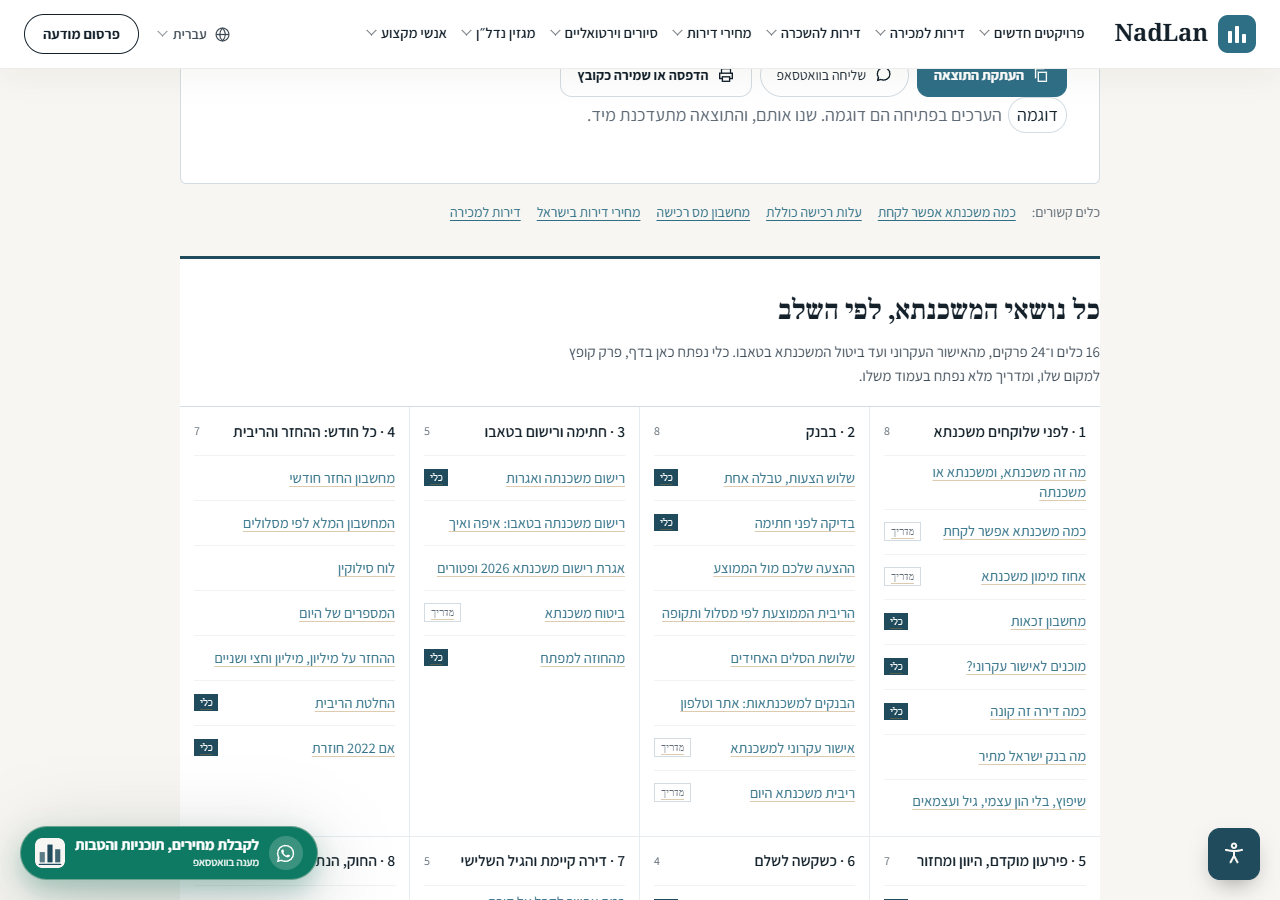 NadLan
פרויקטים חדשים
דירות למכירה
דירות להשכרה
מחירי דירות
סיורים וירטואליים
מגזין נדל״ן
אנשי מקצוע
עברית
פרסום מודעה
העתקת התוצאה
שליחה בוואטסאפ
הדפסה או שמירה כקובץ
דוגמה הערכים בפתיחה הם דוגמה. שנו אותם, והתוצאה מתעדכנת מיד.
כלים קשורים: כמה משכנתא אפשר לקחת עלות רכישה כוללת מחשבון מס רכישה מחירי דירות בישראל דירות למכירה
כל נושאי המשכנתא, לפי השלב
16 כלים ו־24 פרקים, מהאישור העקרוני ועד ביטול המשכנתא בטאבו. כלי נפתח כאן בדף, פרק קופץ
למקום שלו, ומדריך מלא נפתח בעמוד משלו.
1 · לפני שלוקחים משכנתא 8
מה זה משכנתא, ומשכנתא או
משכנתה
כמה משכנתא אפשר לקחת מדריך
אחוז מימון משכנתא מדריך
מחשבון זכאות כלי
מוכנים לאישור עקרוני? כלי
כמה דירה זה קונה כלי
מה בנק ישראל מתיר
שיפוץ, בלי הון עצמי, גיל ועצמאים
2 · בבנק 8
שלוש הצעות, טבלה אחת כלי
בדיקה לפני חתימה כלי
ההצעה שלכם מול הממוצע
הריבית הממוצעת לפי מסלול ותקופה
שלושת הסלים האחידים
הבנקים למשכנתאות: אתר וטלפון
אישור עקרוני למשכנתא מדריך
ריבית משכנתא היום מדריך
3 · חתימה ורישום בטאבו 5
רישום משכנתה ואגרות כלי
רישום משכנתה בטאבו: איפה ואיך
אגרת רישום משכנתא 2026 ופטורים
ביטוח משכנתא מדריך
מהחוזה למפתח כלי
4 · כל חודש: ההחזר והריבית 7
מחשבון החזר חודשי
המחשבון המלא לפי מסלולים
לוח סילוקין
המספרים של היום
ההחזר על מיליון, מיליון וחצי ושניים
החלטת הריבית כלי
אם 2022 חוזרת כלי
5 · פירעון מוקדם, היוון ומחזור 7
6 · כשקשה לשלם 4
7 · דירה קיימת והגיל השלישי 5
8 · החוק, הנת
לקבלת מחירים, תוכניות והטבות
מענה בוואטסאפ